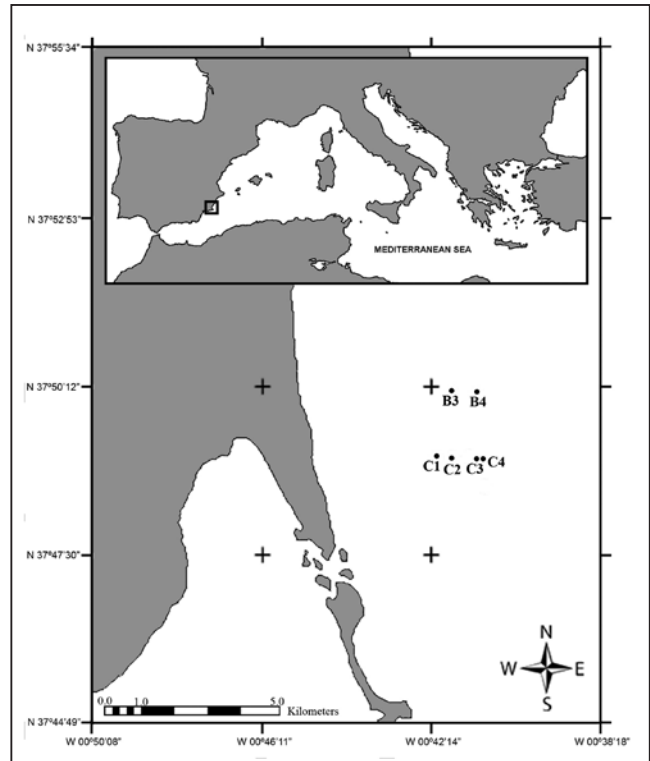 N 37°55'34"
N 37°52'53"
MEDITERRANEAN SEA
N 37°50'12"
B3 B4
C1 C2 C3 C4
N 37°47'30"
N
W E
S
0.0 1.0 5.0
Kilometers
N 37°44'49"
W 00°50'08" W 00°46'11" W 00°42'14" W 00°38'18"